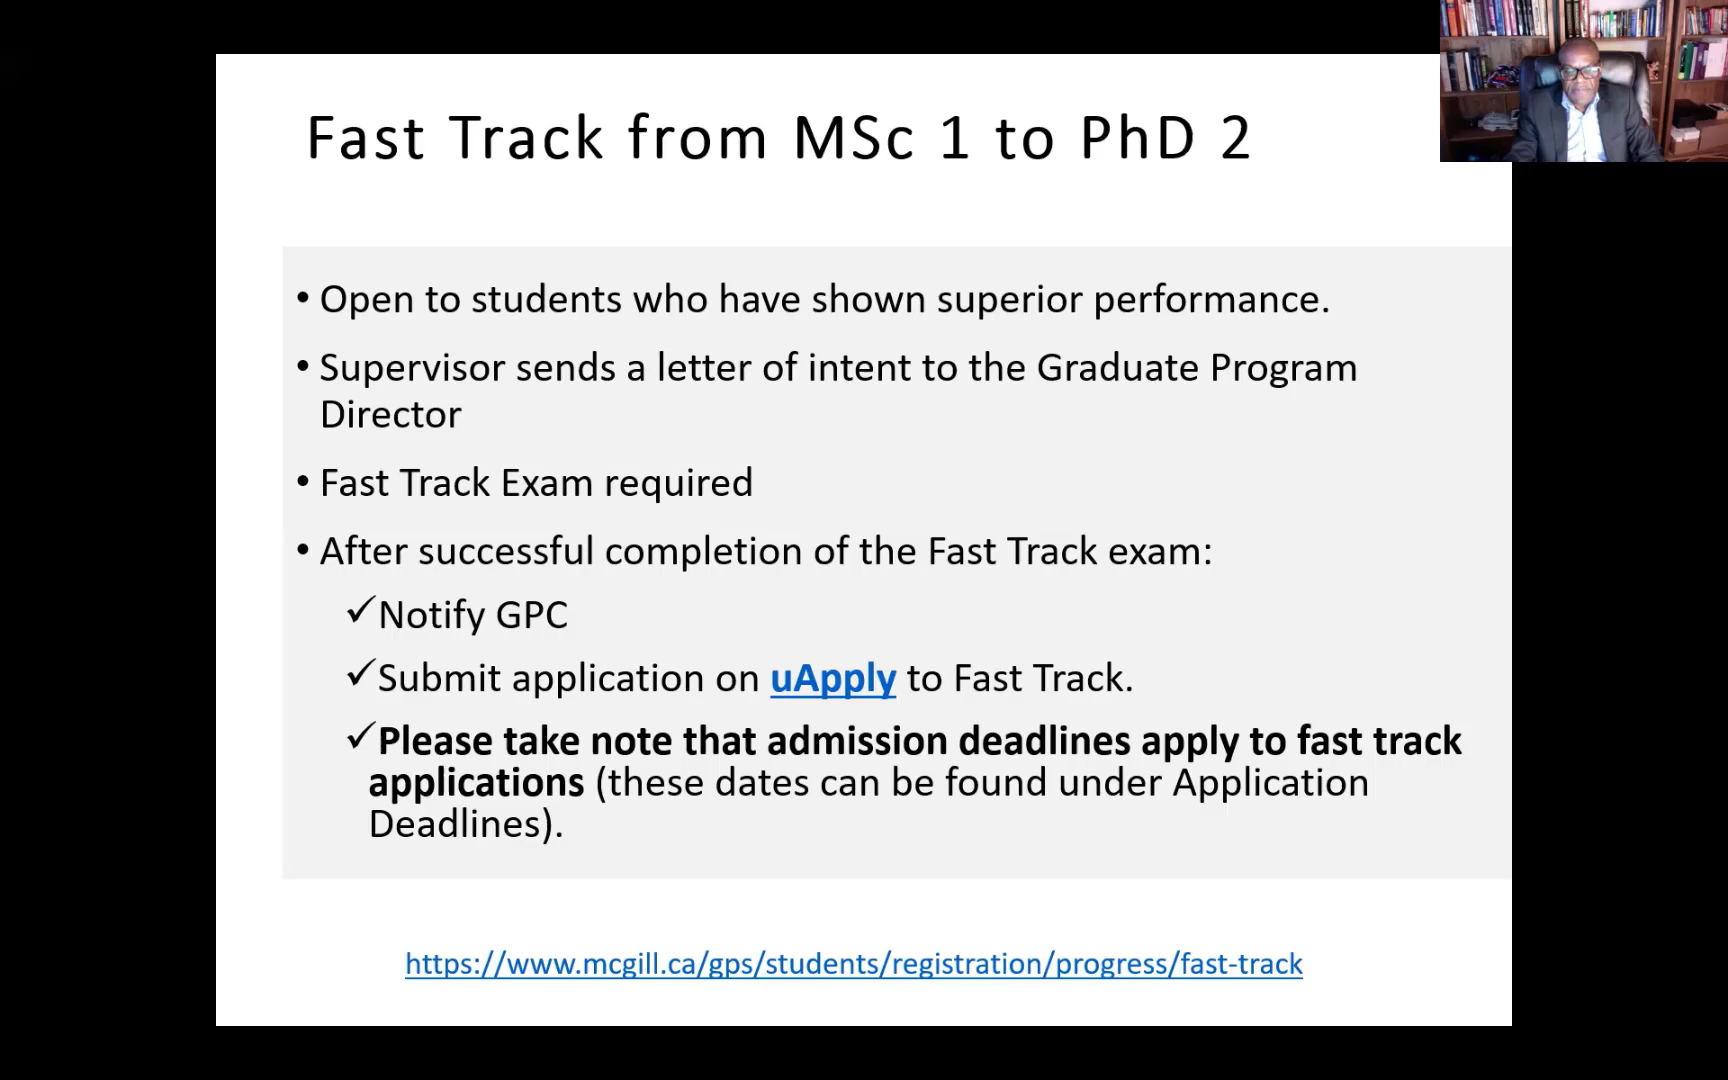 Fast Track from MSc 1 to PhD 2
• Open to students who have shown superior performance.
• Supervisor sends a letter of intent to the Graduate Program
Director
• Fast Track Exam required
• After successful completion of the Fast Track exam:
✓Notify GPC
✓Submit application on uApply to Fast Track.
✓Please take note that admission deadlines apply to fast track
applications (these dates can be found under Application
Deadlines).
https://www.mcgill.ca/gps/students/registration/progress/fast-track